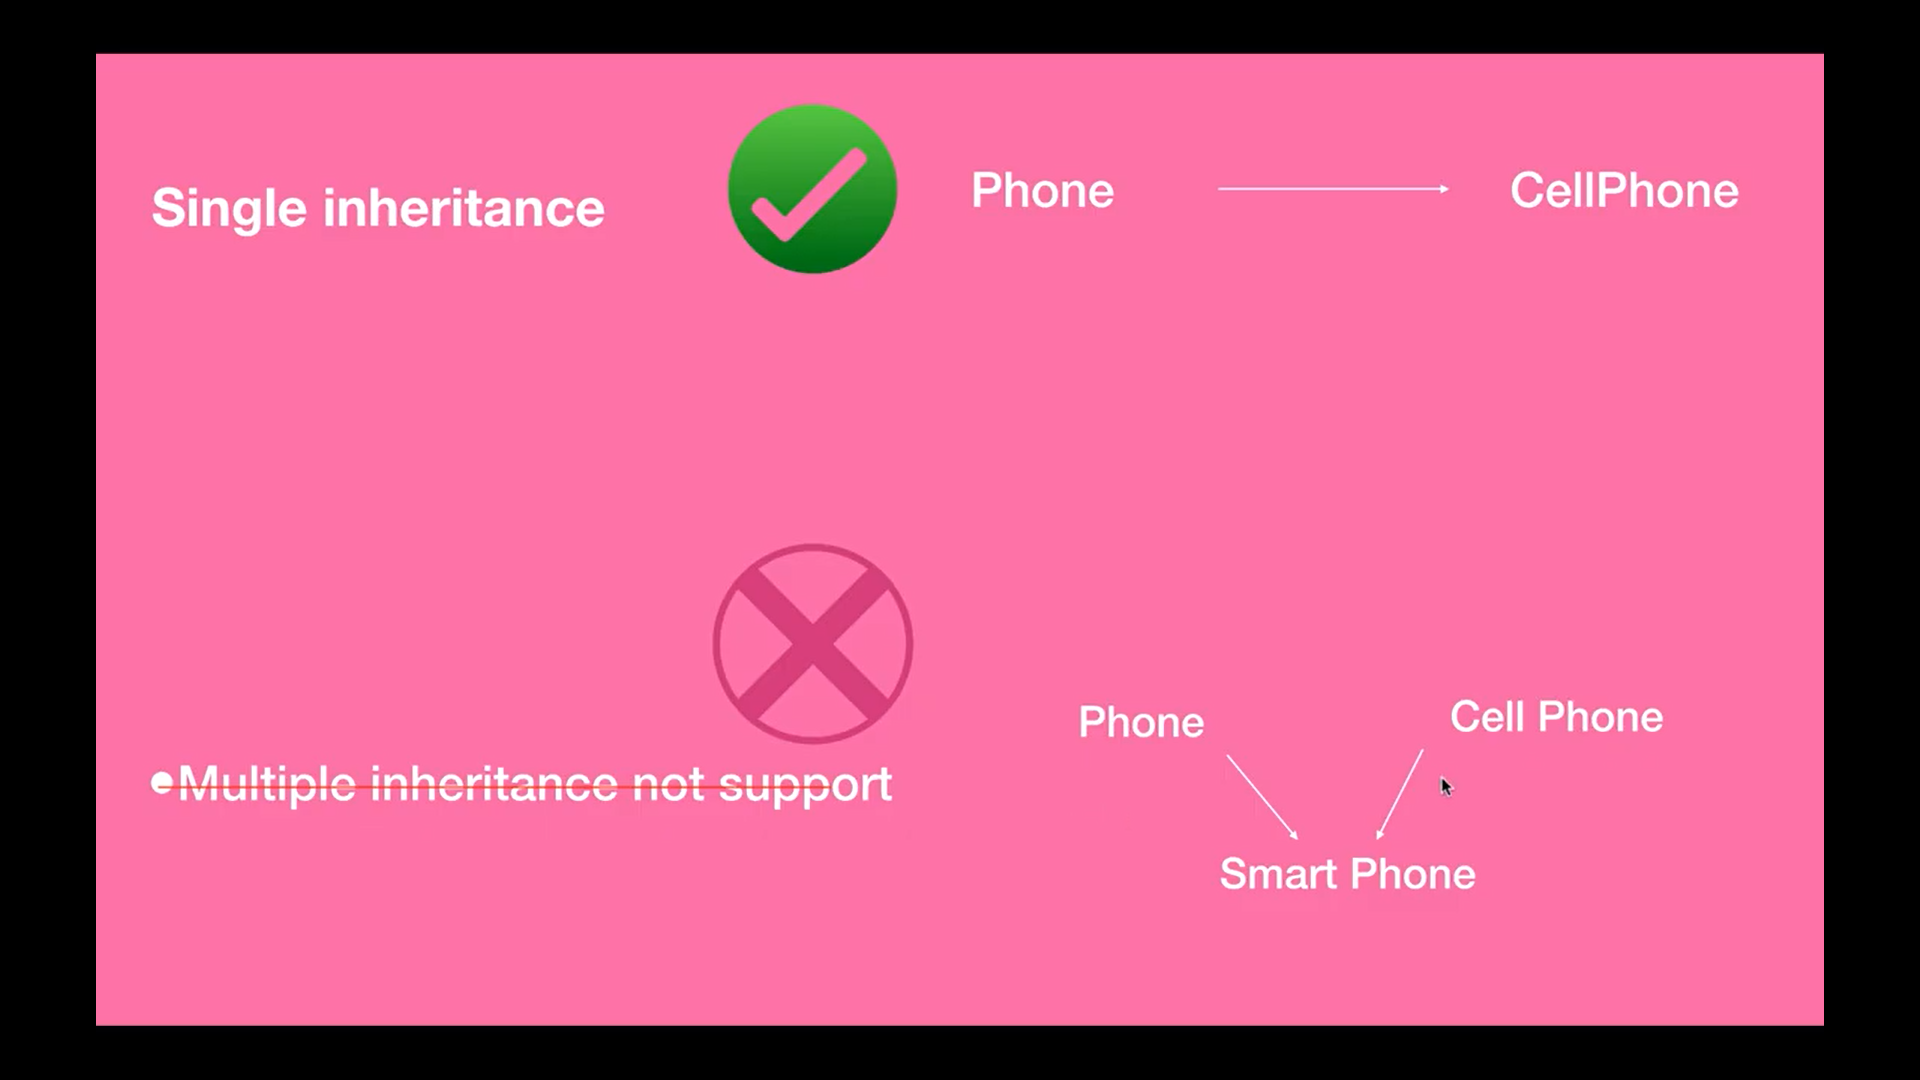 Single inheritance
Phone
CellPhone
Phone
Cell Phone
•Multiple inheritance not support
Smart Phone